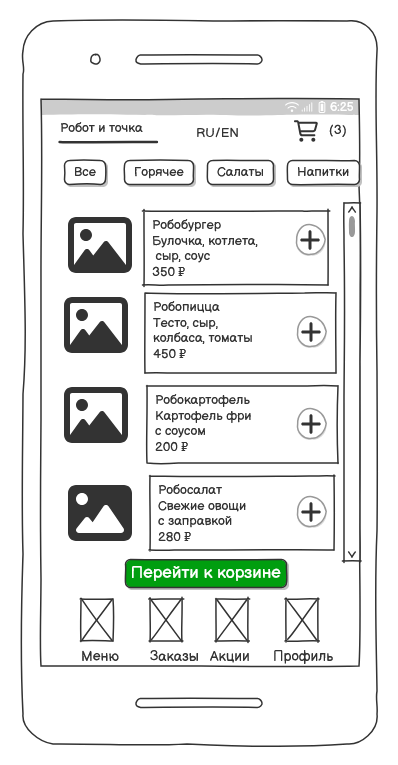 6:25
Робот и точка
RU/EN
(3)
Все
Горячее
Салаты
Напитки
Робобургер
Булочка, котлета,
сыр, соус
350 ₽
Робопицца
Тесто, сыр,
колбаса, томаты
450 ₽
Робокартофель
Картофель фри
с соусом
200 ₽
Робосалат
Свежие овощи
с заправкой
280 ₽
Перейти к корзине
Меню
Заказы
Акции
Профиль